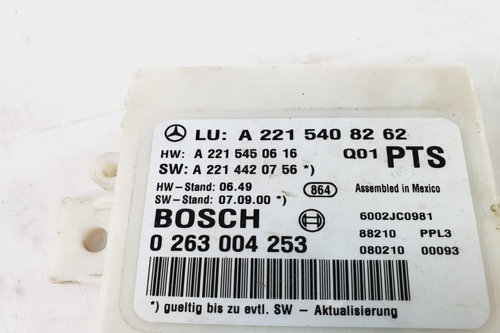 LU: A 221 540 82 62
HW: A 221 545 06 16 Q01 PTS
SW: A 221 442 07 56 *)
HW-Stand: 06.49 864 Assembled in Mexico
SW-Stand: 07.09.00 *)
BOSCH 6002JC0981
0 263 004 253 88210 PPL3
080210 00093
*) gueltig bis zu evtl. SW - Aktualisierung